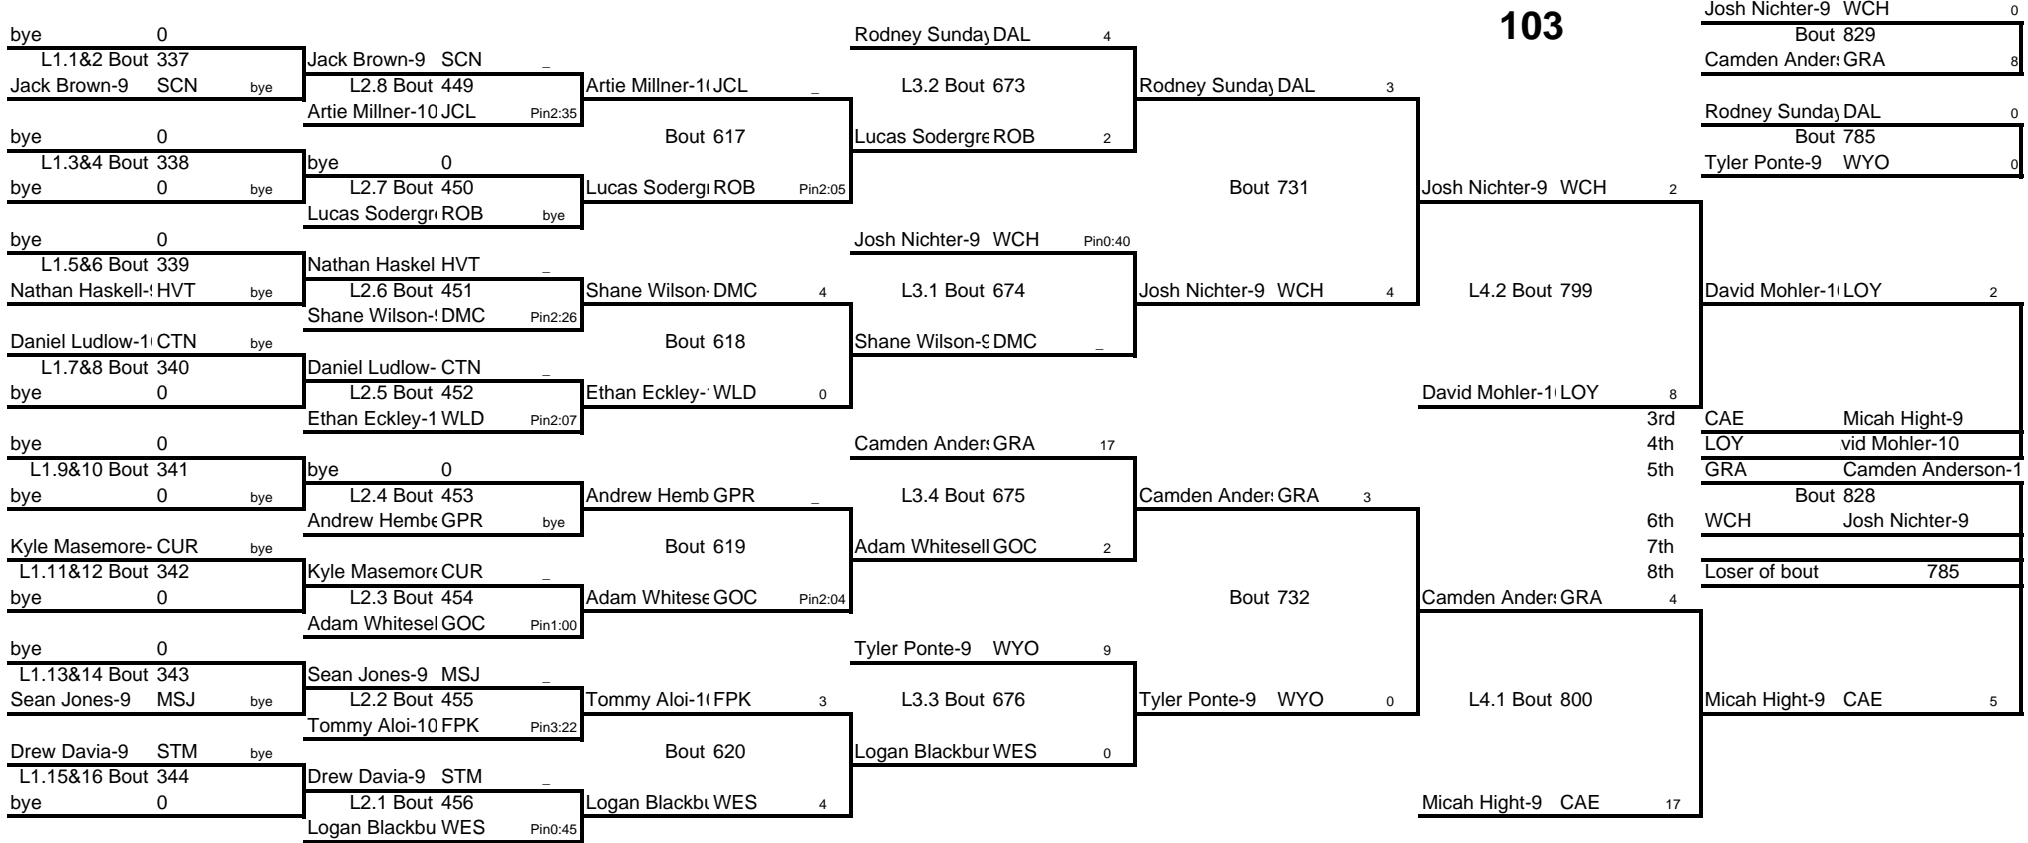 103
Josh Nichter-9 WCH 0
Bout 829
Camden Ander GRA 8
Rodney Sunday DAL 0
Bout 785
Tyler Ponte-9 WYO 0
bye 0
L1.1&2 Bout 337
Jack Brown-9 SCN bye
bye 0
L1.3&4 Bout 338
bye 0 bye
bye 0
L1.5&6 Bout 339
Nathan Haskell- HVT bye
Daniel Ludlow-1 CTN bye
L1.7&8 Bout 340
bye 0
bye 0
L1.9&10 Bout 341
bye 0 bye
Kyle Masemore- CUR bye
L1.11&12 Bout 342
bye 0
bye 0
L1.13&14 Bout 343
Sean Jones-9 MSJ bye
Drew Davia-9 STM bye
L1.15&16 Bout 344
bye 0
Jack Brown-9 SCN _
L2.8 Bout 449
Artie Millner-10 JCL Pin2:35
bye 0
L2.7 Bout 450
Lucas Sodergr ROB bye
Nathan Haskel HVT _
L2.6 Bout 451
Shane Wilson- DMC Pin2:26
Daniel Ludlow- CTN _
L2.5 Bout 452
Ethan Eckley-1 WLD Pin2:07
bye 0
L2.4 Bout 453
Andrew Hembe GPR bye
Kyle Masemore CUR _
L2.3 Bout 454
Adam Whitesel GOC Pin1:00
Sean Jones-9 MSJ _
L2.2 Bout 455
Tommy Aloi-10 FPK Pin3:22
Drew Davia-9 STM _
L2.1 Bout 456
Logan Blackbu WES Pin0:45
Artie Millner-1 JCL _
Bout 617
Lucas Soderg ROB Pin2:05
Shane Wilson- DMC 4
Bout 618
Ethan Eckley- WLD 0
Andrew Hemb GPR _
Bout 619
Adam Whitese GOC Pin2:04
Tommy Aloi-1 FPK 3
Bout 620
Logan Blackb WES 4
Rodney Sunday DAL 4
L3.2 Bout 673
Lucas Sodergre ROB 2
Josh Nichter-9 WCH Pin0:40
L3.1 Bout 674
Shane Wilson-9 DMC _
Camden Anders GRA 17
L3.4 Bout 675
Adam Whitesell GOC 2
Tyler Ponte-9 WYO 9
L3.3 Bout 676
Logan Blackbur WES 0
Rodney Sunday DAL 3
Bout 731
Josh Nichter-9 WCH 4
Camden Ander GRA 3
Bout 732
Tyler Ponte-9 WYO 0
Josh Nichter-9 WCH 2
L4.2 Bout 799
David Mohler-1 LOY 8
Camden Ander GRA 4
L4.1 Bout 800
Micah Hight-9 CAE 17
David Mohler-1 LOY 2
3rd CAE Micah Hight-9
4th LOY vid Mohler-10
5th GRA Camden Anderson-1
Bout 828
6th WCH Josh Nichter-9
7th
8th Loser of bout 785
Micah Hight-9 CAE 5